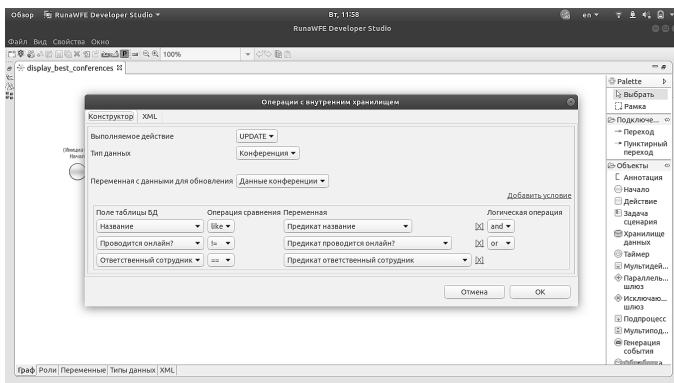 Обзор RunaWFE Developer Studio ▾ Вт, 11:58 en ▾
RunaWFE Developer Studio
Файл Вид Свойства Окно
100%
display_best_conferences
Palette
Выбрать
Рамка
Подключе...
Переход
Пунктирный
переход
Объекты
Аннотация
Начало
Действие
Задача
сценария
Хранилище
данных
Таймер
Мультидей...
Параллель...
шлюз
Исключаю...
шлюз
Подпроцесс
Мультипод...
Генерация
события
Операции с внутренним хранилищем
Конструктор XML
Выполняемое действие UPDATE
Тип данных Конференция
Переменная с данными для обновления Данные конференции
Добавить условие
Поле таблицы БД Операция сравнения Переменная Логическая операция
Название like Предикат название [X] and
Проводится онлайн? != Предикат проводится онлайн? [X] or
Ответственный сотрудник == Предикат ответственный сотрудник [X]
Отмена OK
Граф Роли Переменные Типы данных XML